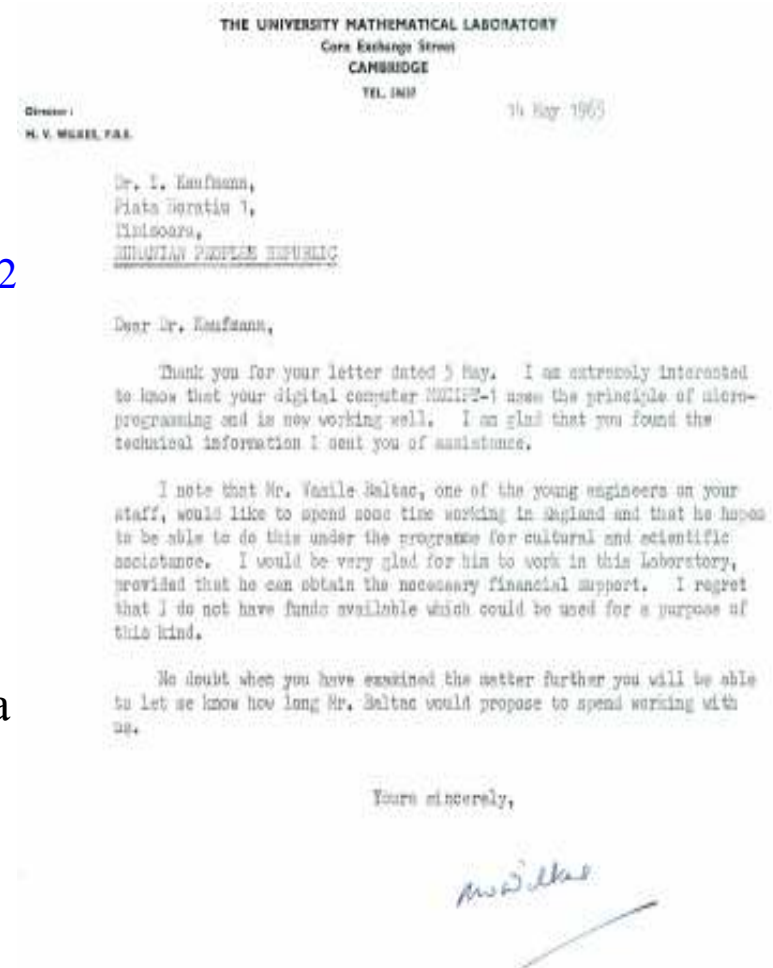 THE UNIVERSITY MATHEMATICAL LABORATORY
Corn Exchange Street
CAMBRIDGE
TEL.
14 May 1965
Director:
M. V. WILKES, F.R.S.
Dr. I. Kaufmann,
Piata Horatiu 1,
Timisoara,
RUMANIAN PEOPLES REPUBLIC
2
Dear Dr. Kaufmann,
Thank you for your letter dated 5 May. I am extremely interested
to know that your digital computer MECIPT-1 uses the principle of micro-
programming and is now working well. I am glad that you found the
technical information I sent you of assistance.
I note that Mr. Vasile Baltac, one of the young engineers on your
staff, would like to spend some time working in England and that he hopes
to be able to do this under the programme for cultural and scientific
assistance. I would be very glad for him to work in this Laboratory,
provided that he can obtain the necessary financial support. I regret
that I do not have funds available which could be used for a purpose of
this kind.
No doubt when you have examined the matter further you will be able
to let me know how long Mr. Baltac would propose to spend working with
us.
a
Yours sincerely,
M V Wilkes